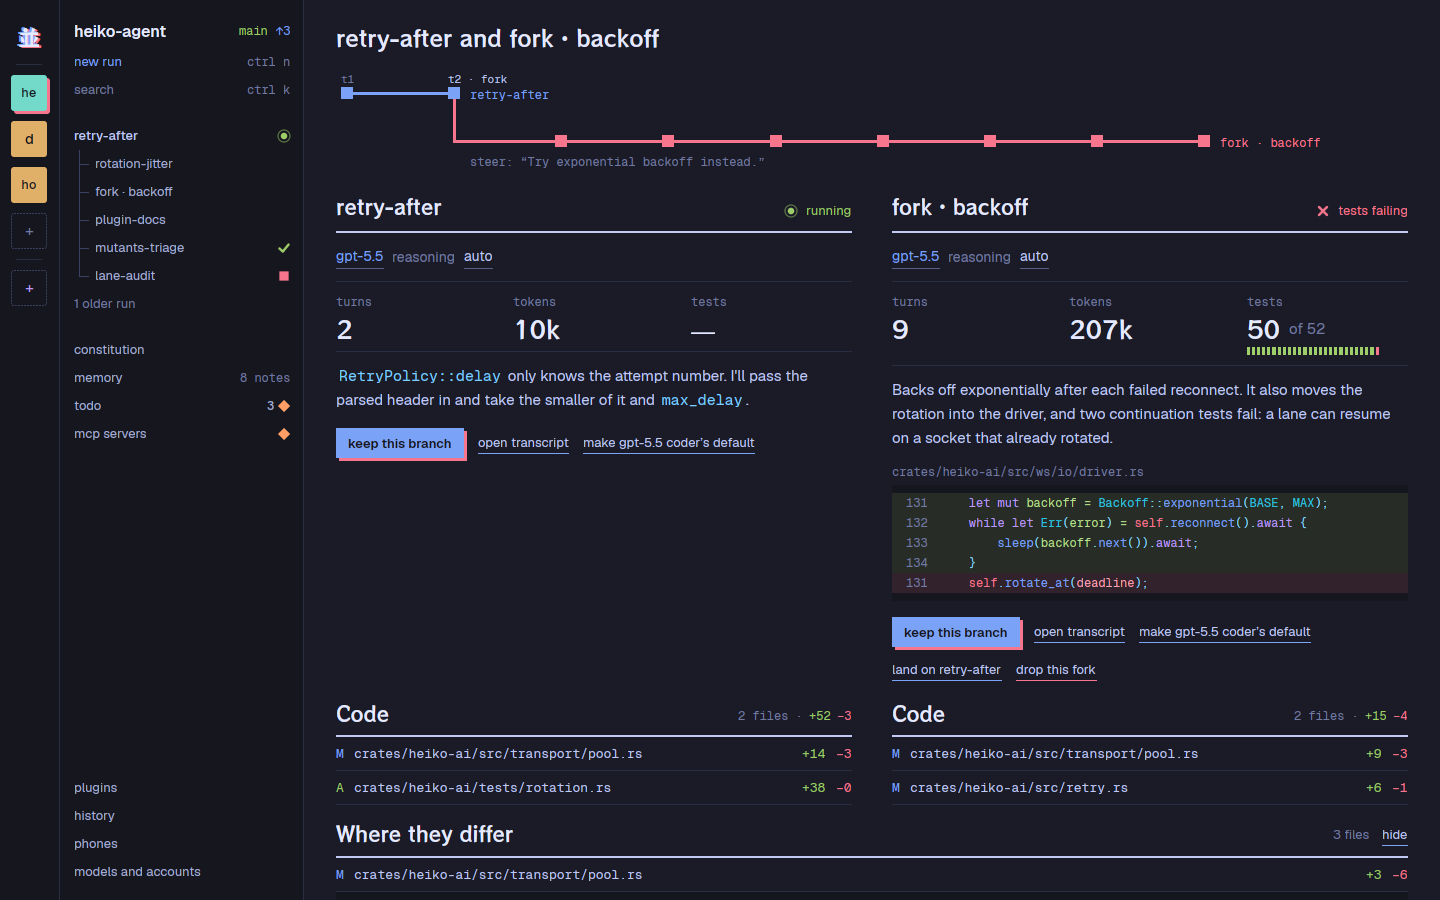 heiko-agent
main ↑3
new run
ctrl n
search
ctrl k
he
d
ho
+
+
retry-after
rotation-jitter
fork · backoff
plugin-docs
mutants-triage
lane-audit
1 older run
constitution
memory
8 notes
todo
3
mcp servers
plugins
history
phones
models and accounts
retry-after and fork • backoff
t1
t2 · fork
retry-after
fork · backoff
steer: “Try exponential backoff instead.”
retry-after
running
gpt-5.5 reasoning auto
turns tokens tests
2 10k —
RetryPolicy::delay only knows the attempt number. I'll pass the
parsed header in and take the smaller of it and max_delay.
keep this branch open transcript make gpt-5.5 coder's default
fork • backoff
tests failing
gpt-5.5 reasoning auto
turns tokens tests
9 207k 50 of 52
Backs off exponentially after each failed reconnect. It also moves the
rotation into the driver, and two continuation tests fail: a lane can resume
on a socket that already rotated.
crates/heiko-ai/src/ws/io/driver.rs
131 let mut backoff = Backoff::exponential(BASE, MAX);
132 while let Err(error) = self.reconnect().await {
133 sleep(backoff.next()).await;
134 }
131 self.rotate_at(deadline);
keep this branch open transcript make gpt-5.5 coder's default
land on retry-after drop this fork
Code
2 files · +52 −3
M crates/heiko-ai/src/transport/pool.rs +14 −3
A crates/heiko-ai/tests/rotation.rs +38 −0
Code
2 files · +15 −4
M crates/heiko-ai/src/transport/pool.rs +9 −3
M crates/heiko-ai/src/retry.rs +6 −1
Where they differ
3 files hide
M crates/heiko-ai/src/transport/pool.rs +3 −6